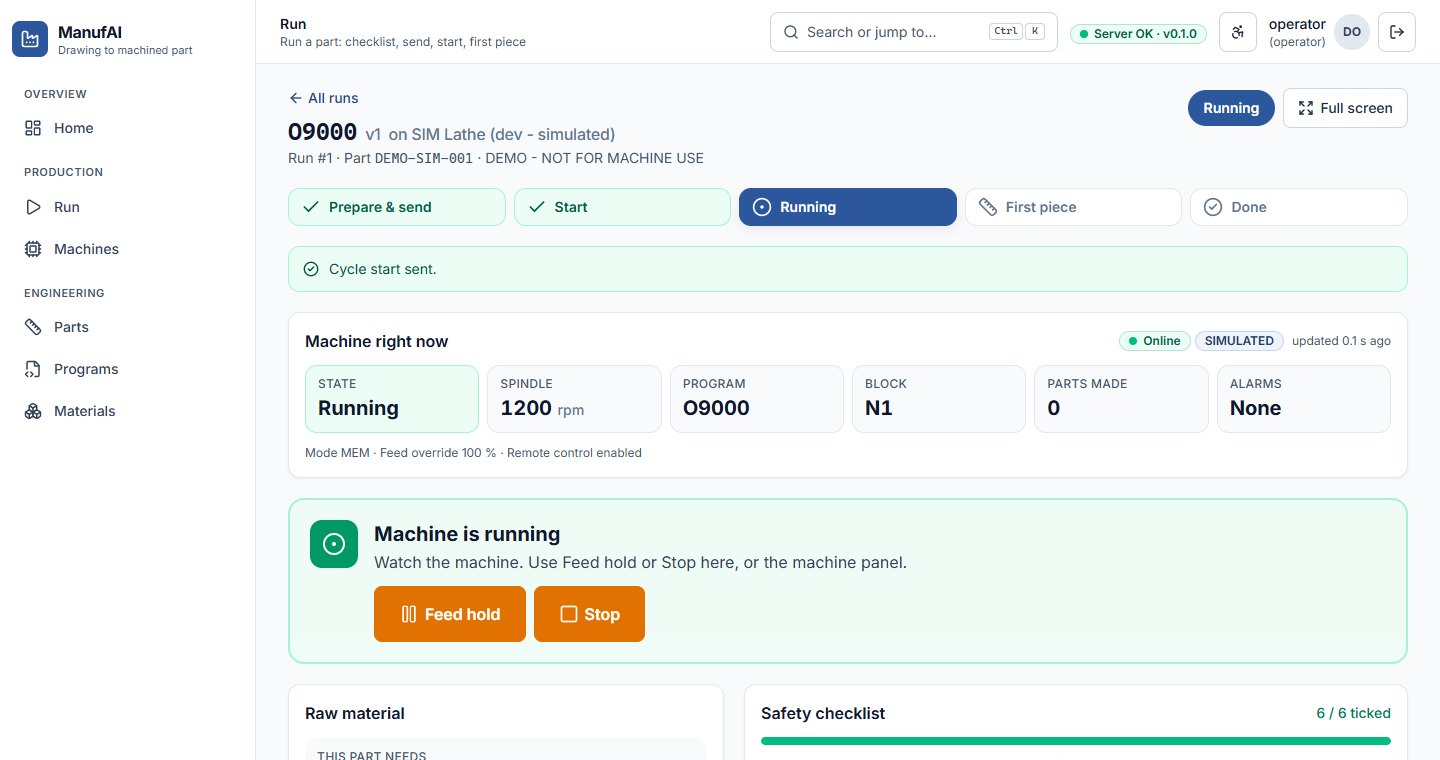 ManufAI
Drawing to machined part
OVERVIEW
Home
PRODUCTION
Run
Machines
ENGINEERING
Parts
Programs
Materials
Run
Run a part: checklist, send, start, first piece
Search or jump to...
Ctrl K
Server OK · v0.1.0
operator
(operator)
DO
All runs
O9000 v1 on SIM Lathe (dev - simulated)
Run #1 · Part DEMO-SIM-001 · DEMO - NOT FOR MACHINE USE
Running
Full screen
Prepare & send
Start
Running
First piece
Done
Cycle start sent.
Machine right now
Online
SIMULATED
updated 0.1 s ago
STATE
Running
SPINDLE
1200 rpm
PROGRAM
O9000
BLOCK
N1
PARTS MADE
0
ALARMS
None
Mode MEM · Feed override 100 % · Remote control enabled
Machine is running
Watch the machine. Use Feed hold or Stop here, or the machine panel.
Feed hold
Stop
Raw material
THIS PART NEEDS
Safety checklist
6 / 6 ticked